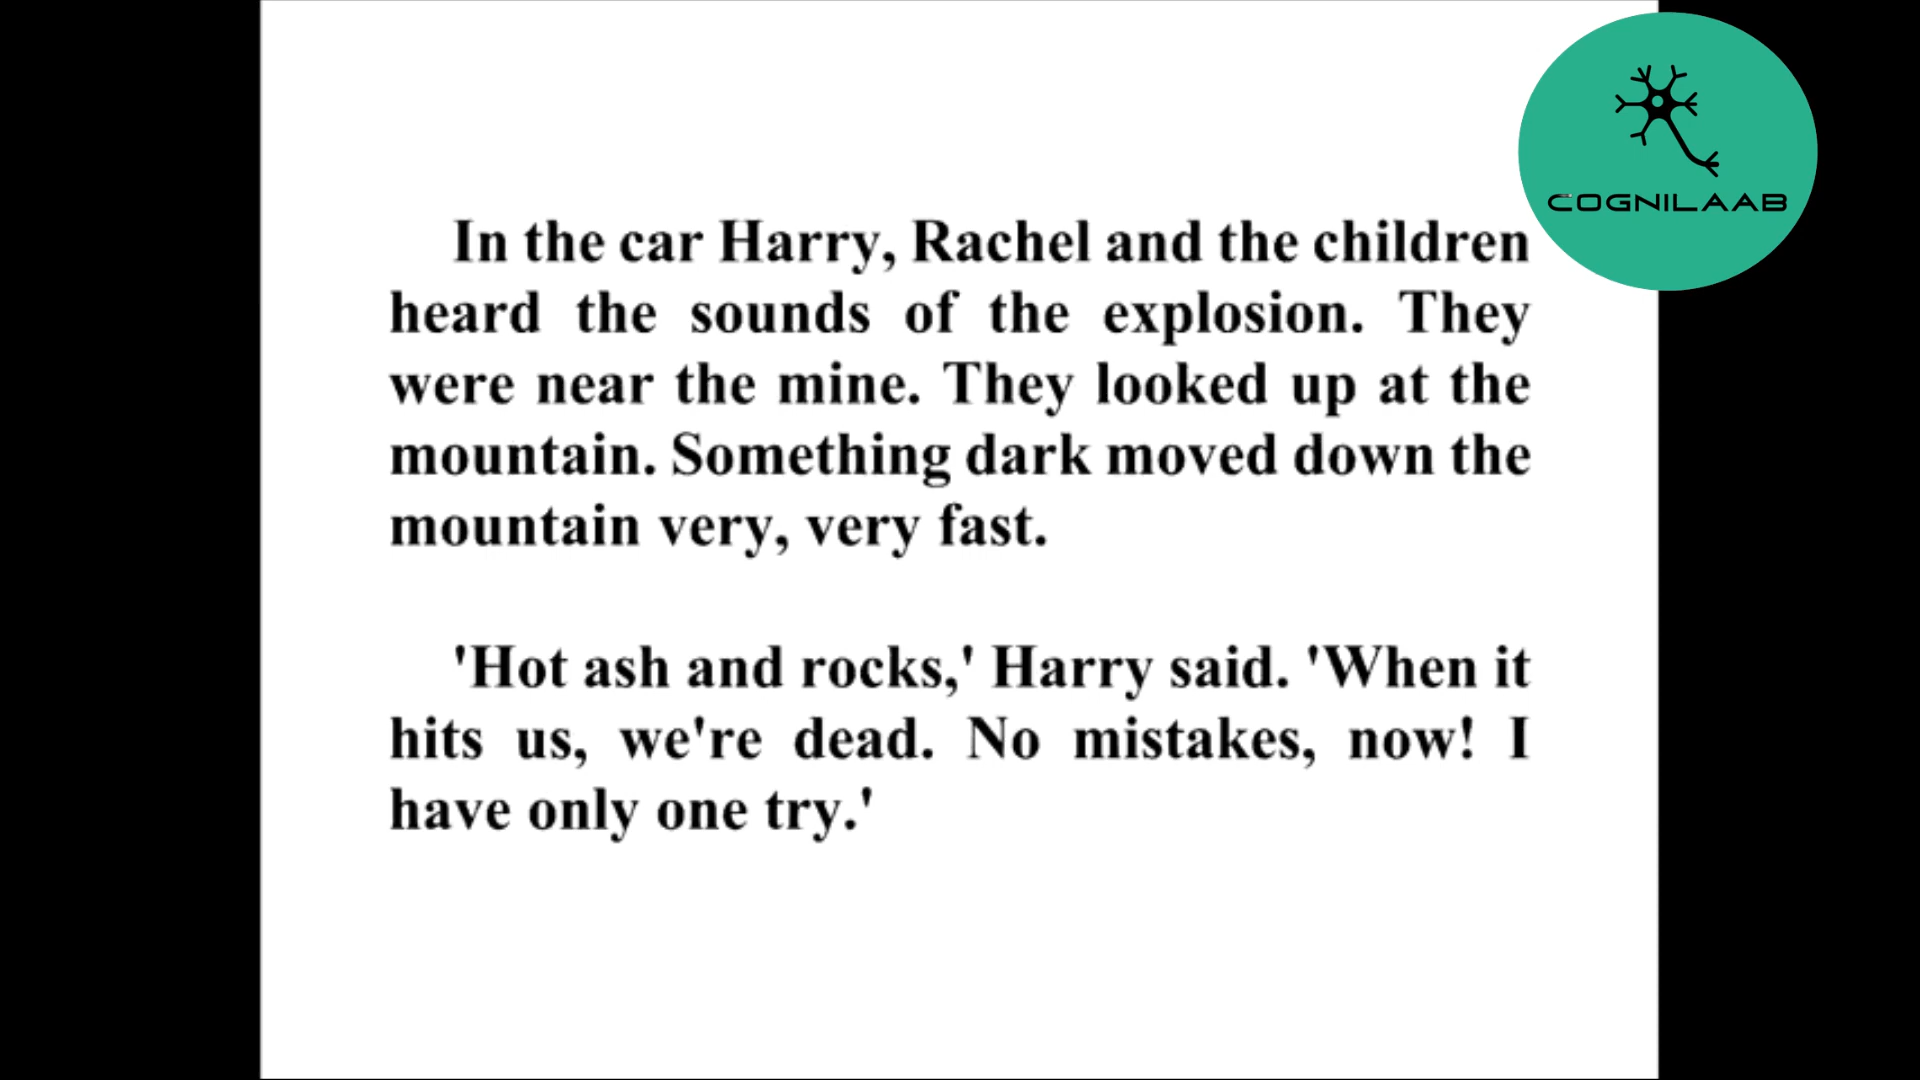 COGNILAAB
In the car Harry, Rachel and the children
heard the sounds of the explosion. They
were near the mine. They looked up at the
mountain. Something dark moved down the
mountain very, very fast.
'Hot ash and rocks,' Harry said. 'When it
hits us, we're dead. No mistakes, now! I
have only one try.'